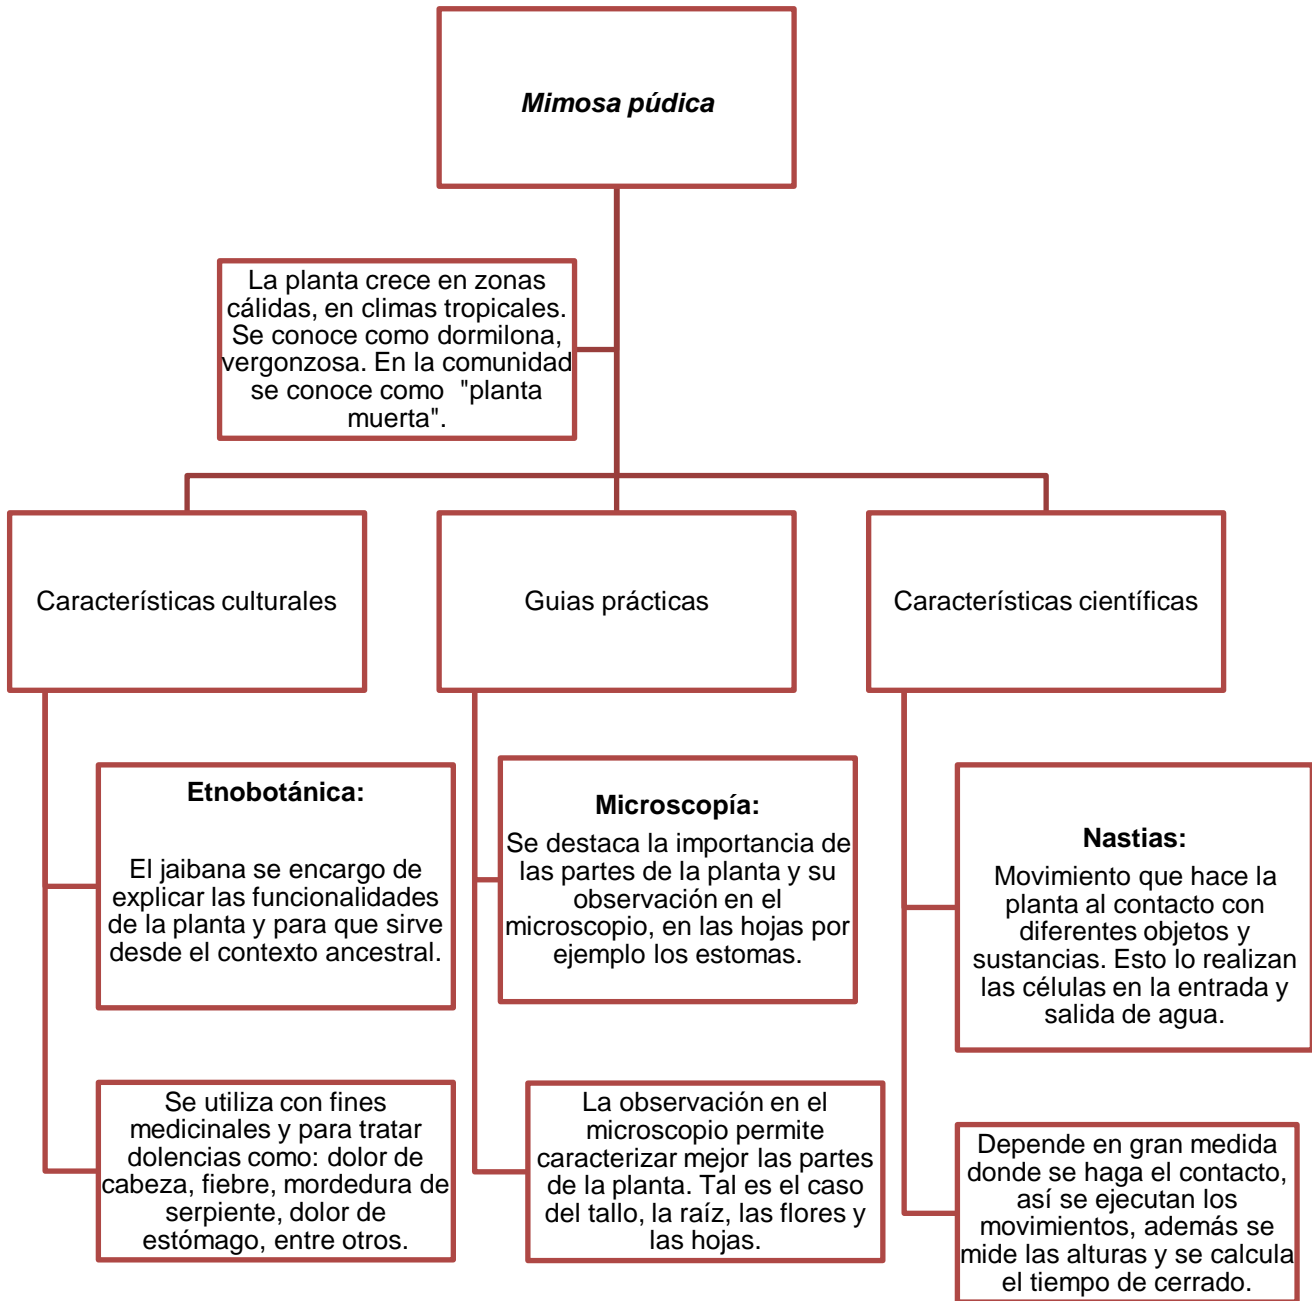 Mimosa púdica
La planta crece en zonas
cálidas, en climas tropicales.
Se conoce como dormilona,
vergonzosa. En la comunidad
se conoce como "planta
muerta".
Características culturales
Guias prácticas
Características científicas
Etnobotánica:
El jaibana se encargo de
explicar las funcionalidades
de la planta y para que sirve
desde el contexto ancestral.
Se utiliza con fines
medicinales y para tratar
dolencias como: dolor de
cabeza, fiebre, mordedura de
serpiente, dolor de
estómago, entre otros.
Microscopía:
Se destaca la importancia de
las partes de la planta y su
observación en el
microscopio, en las hojas por
ejemplo los estomas.
La observación en el
microscopio permite
caracterizar mejor las partes
de la planta. Tal es el caso
del tallo, la raíz, las flores y
las hojas.
Nastias:
Movimiento que hace la
planta al contacto con
diferentes objetos y
sustancias. Esto lo realizan
las células en la entrada y
salida de agua.
Depende en gran medida
donde se haga el contacto,
así se ejecutan los
movimientos, además se
mide las alturas y se calcula
el tiempo de cerrado.